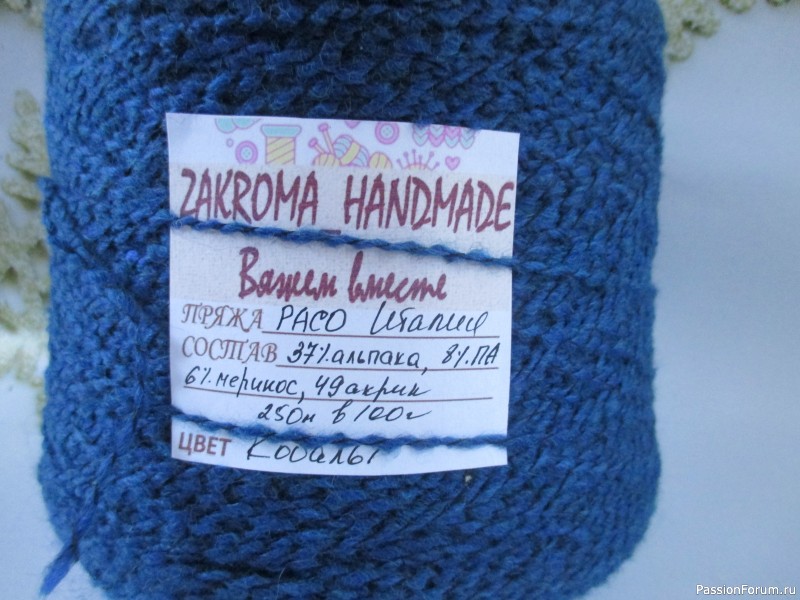 ZAKROMA_HANDMADE
Вяжем вместе
ПРЯЖА РАСО Италия
СОСТАВ 37% альпака, 8% ПА
6% меринос, 49 акрил
250м в 100г
ЦВЕТ Кобальт
PassionForum.ru